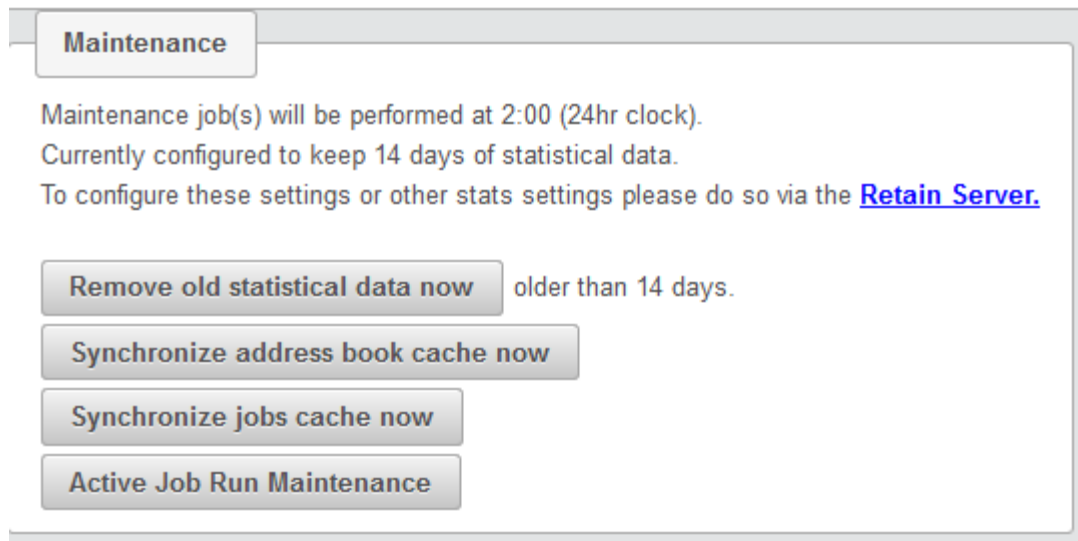 Maintenance
Maintenance job(s) will be performed at 2:00 (24hr clock).
Currently configured to keep 14 days of statistical data.
To configure these settings or other stats settings please do so via the Retain Server.
Remove old statistical data now older than 14 days.
Synchronize address book cache now
Synchronize jobs cache now
Active Job Run Maintenance